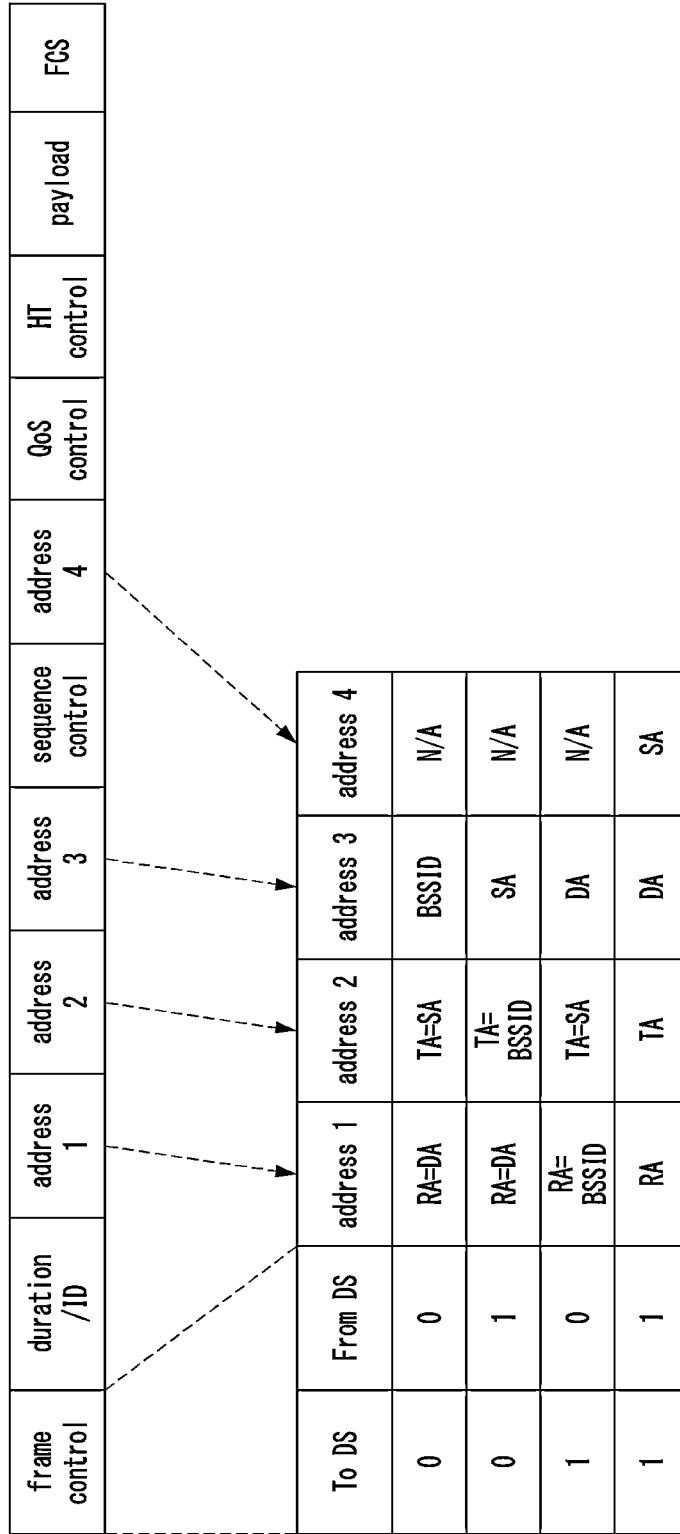 frame
control
duration
/ID
address
1
address
2
address
3
sequence
control
address
4
QoS
control
HT
control
payload
FCS
To DS
From DS
address 1
address 2
address 3
address 4
0
0
RA=DA
TA=SA
BSSID
N/A
0
1
RA=DA
TA=
BSSID
SA
N/A
1
0
RA=
BSSID
TA=SA
DA
N/A
1
1
RA
TA
DA
SA